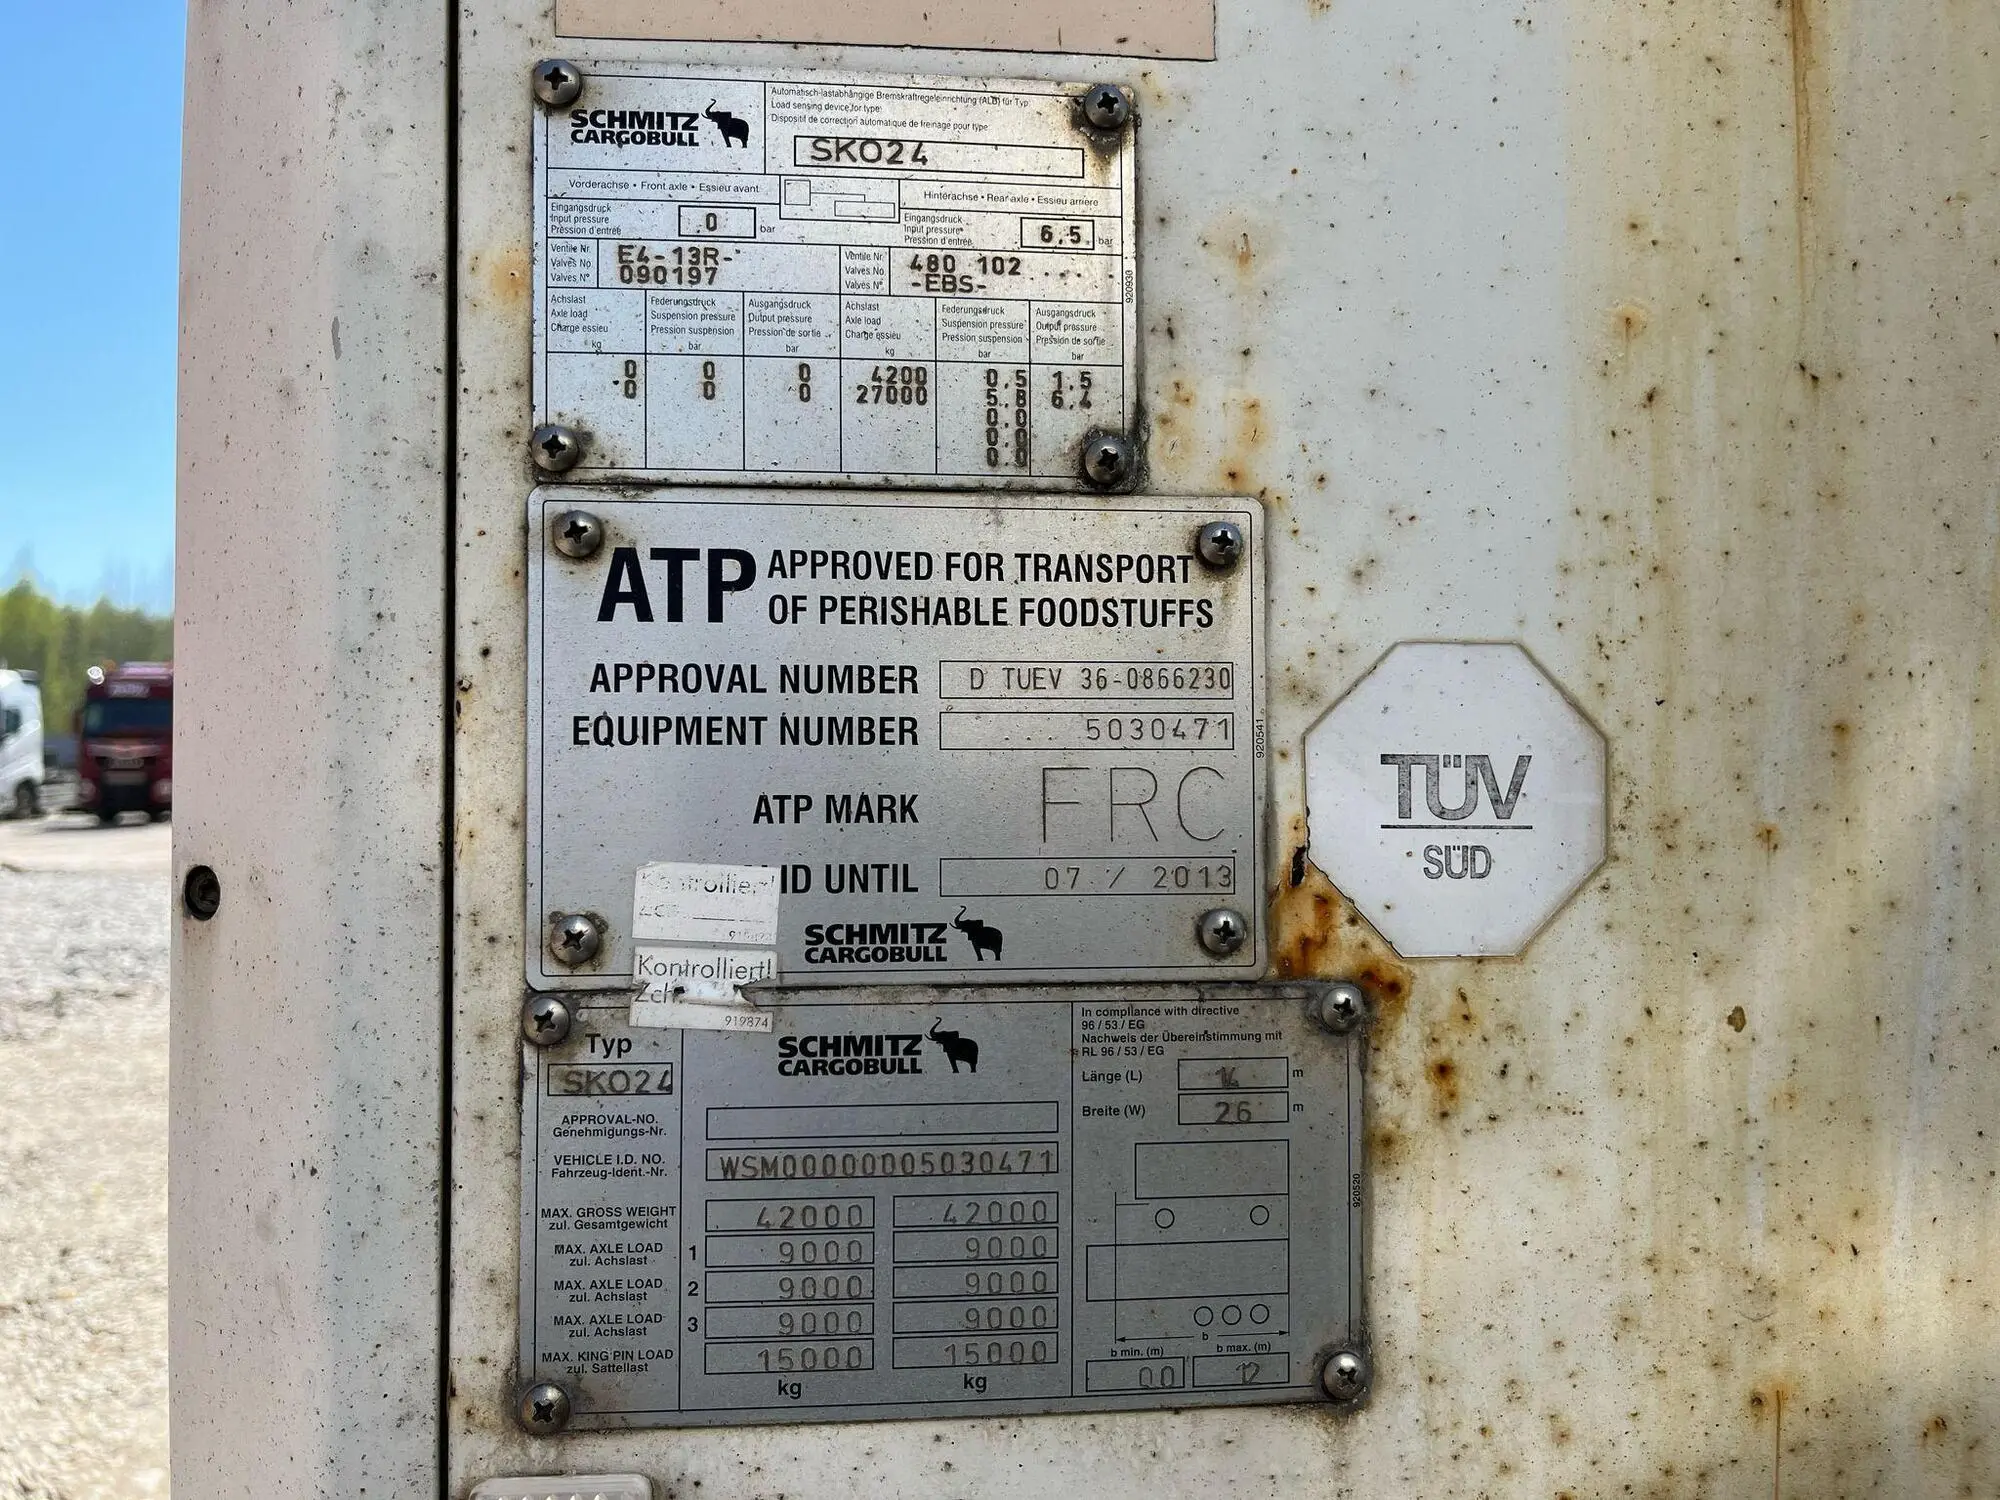 SCHMITZ
CARGOBULL
Automatisch-lastabhängige Bremskraftregeleinrichtung (ALB) für Typ
Load sensing device for type:
Dispositif de correction automatique de freinage pour type
SKO24
Vorderachse • Front axle • Essieu avant
Hinterachse • Rear axle • Essieu arriére
Eingangsdruck
Input pressure
Pression d'entrée
.0
bar
Eingangsdruck
Input pressure
Pression d'entrée
6,5
bar
Ventile Nr.
Valves No.
Valves N°
E4-13R-
090197
Ventile Nr.
Valves No.
Valves N°
480 102 ....
-EBS-
920930
Achslast
Axle load
Charge essieu
kg
Federungsdruck
Suspension pressure
Pression suspension
bar
Ausgangsdruck
Output pressure
Pression de sortie
bar
Achslast
Axle load
Charge essieu
kg
Federungsdruck
Suspension pressure
Pression suspension
bar
Ausgangsdruck
Output pressure
Pression de sortie
bar
0 0 0 4200 0,5 1.5
0 0 0 27000 5.8 6.4
0.0
0.0
0.0
ATP APPROVED FOR TRANSPORT
OF PERISHABLE FOODSTUFFS
APPROVAL NUMBER D TUEV 36-0866230
EQUIPMENT NUMBER ... 5030471
920541
ATP MARK FRC
ID UNTIL 07 / 2013
SCHMITZ
CARGOBULL
Kontrolliert!
Kontrolliert!
Zch.
919874
TÜV
SÜD
Typ
SKO24
SCHMITZ
CARGOBULL
In compliance with directive
96 / 53 / EG
Nachweis der Übereinstimmung mit
RL 96 / 53 / EG
Länge (L) 14 m
Breite (W) 2.6 m
APPROVAL-NO.
Genehmigungs-Nr.
VEHICLE I.D. NO.
Fahrzeug-Ident.-Nr.
WSM00000005030471
MAX. GROSS WEIGHT
zul. Gesamtgewicht
42000 42000
MAX. AXLE LOAD
zul. Achslast
1 9000 9000
MAX. AXLE LOAD
zul. Achslast
2 9000 9000
MAX. AXLE LOAD
zul. Achslast
3 9000 9000
MAX. KING PIN LOAD
zul. Sattellast
15000 15000
kg kg
920520
b
b min. (m) b max. (m)
0.0 12